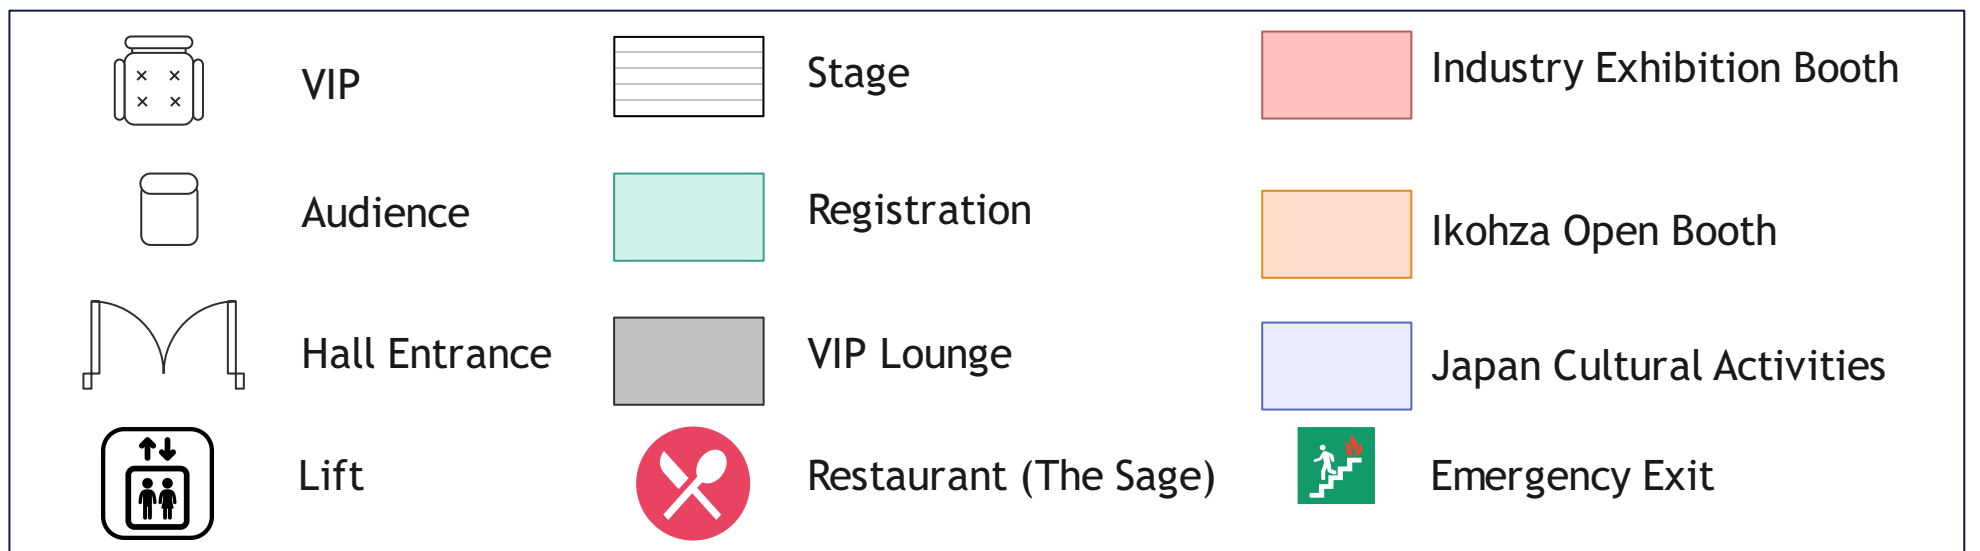 VIP
Stage
Industry Exhibition Booth
Audience
Registration
Ikohza Open Booth
Hall Entrance
VIP Lounge
Japan Cultural Activities
Lift
Restaurant (The Sage)
Emergency Exit